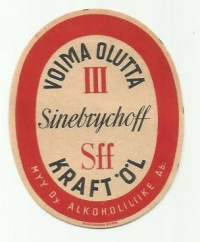 VOIMA OLUTTA
III
Sinebrychoff
Sff
KRAFT ÖL
MYY OY ALKOHOLILIIKE AB.